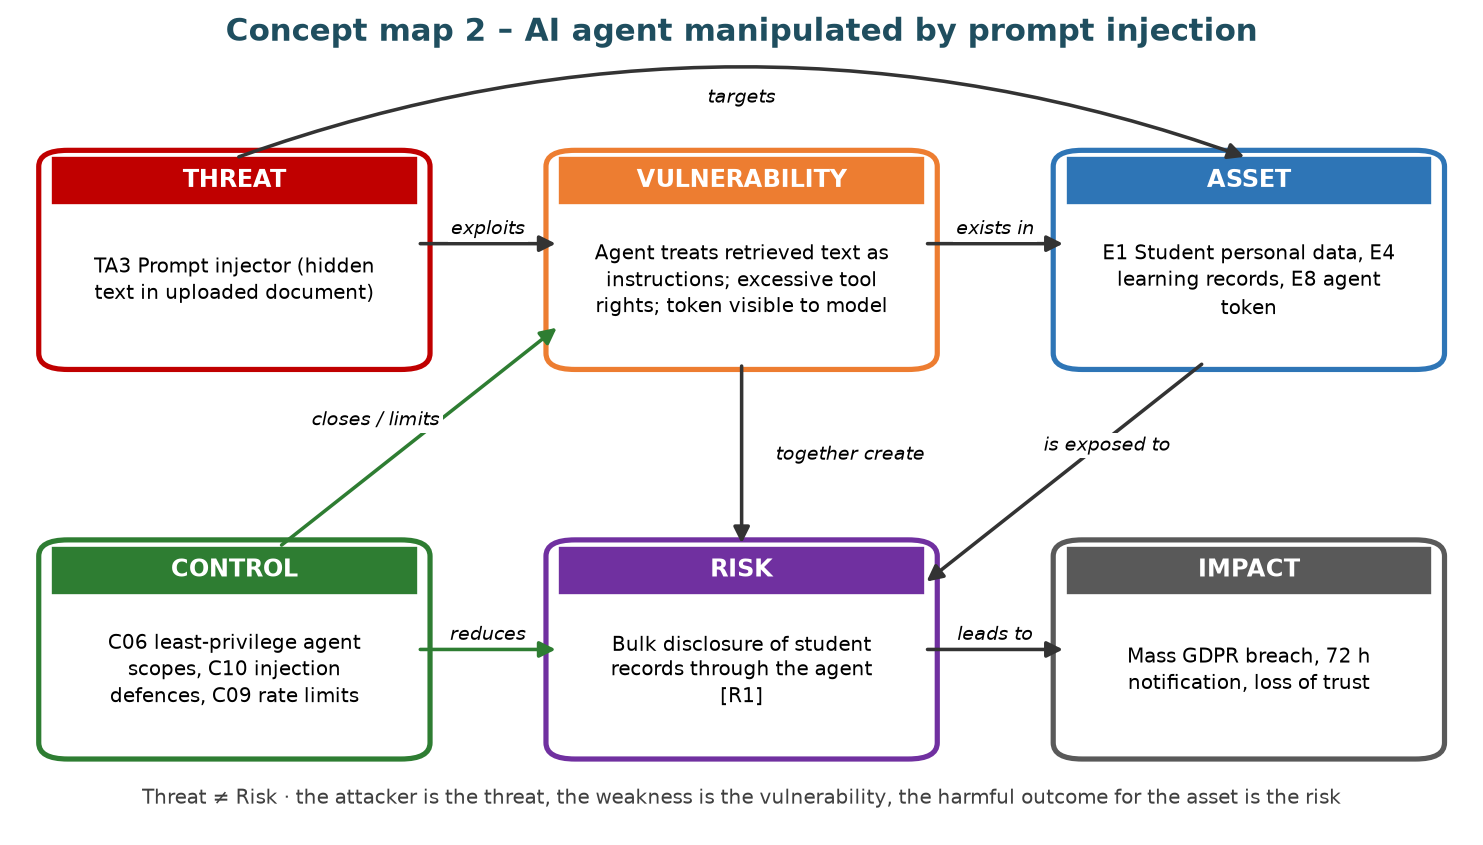 Concept map 2 – AI agent manipulated by prompt injection
targets
THREAT
TA3 Prompt injector (hidden
text in uploaded document)
exploits
VULNERABILITY
Agent treats retrieved text as
instructions; excessive tool
rights; token visible to model
exists in
ASSET
E1 Student personal data, E4
learning records, E8 agent
token
closes / limits
together create
is exposed to
CONTROL
C06 least-privilege agent
scopes, C10 injection
defences, C09 rate limits
reduces
RISK
Bulk disclosure of student
records through the agent
[R1]
leads to
IMPACT
Mass GDPR breach, 72 h
notification, loss of trust
Threat ≠ Risk · the attacker is the threat, the weakness is the vulnerability, the harmful outcome for the asset is the risk